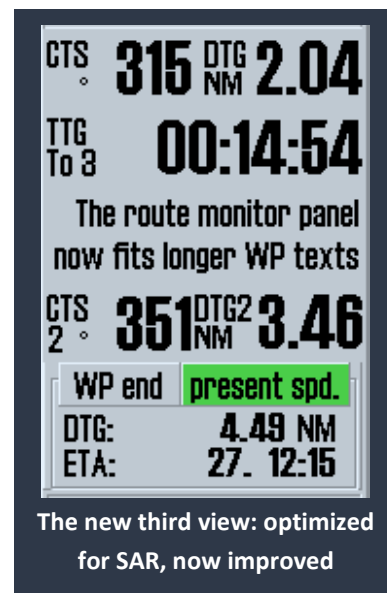 CTS ° 315 DTG NM 2.04
TTG To 3 00:14:54
The route monitor panel
now fits longer WP texts
CTS 2 ° 351 DTG2 NM 3.46
WP end present spd.
DTG: 4.49 NM
ETA: 27. 12:15
The new third view: optimized
for SAR, now improved